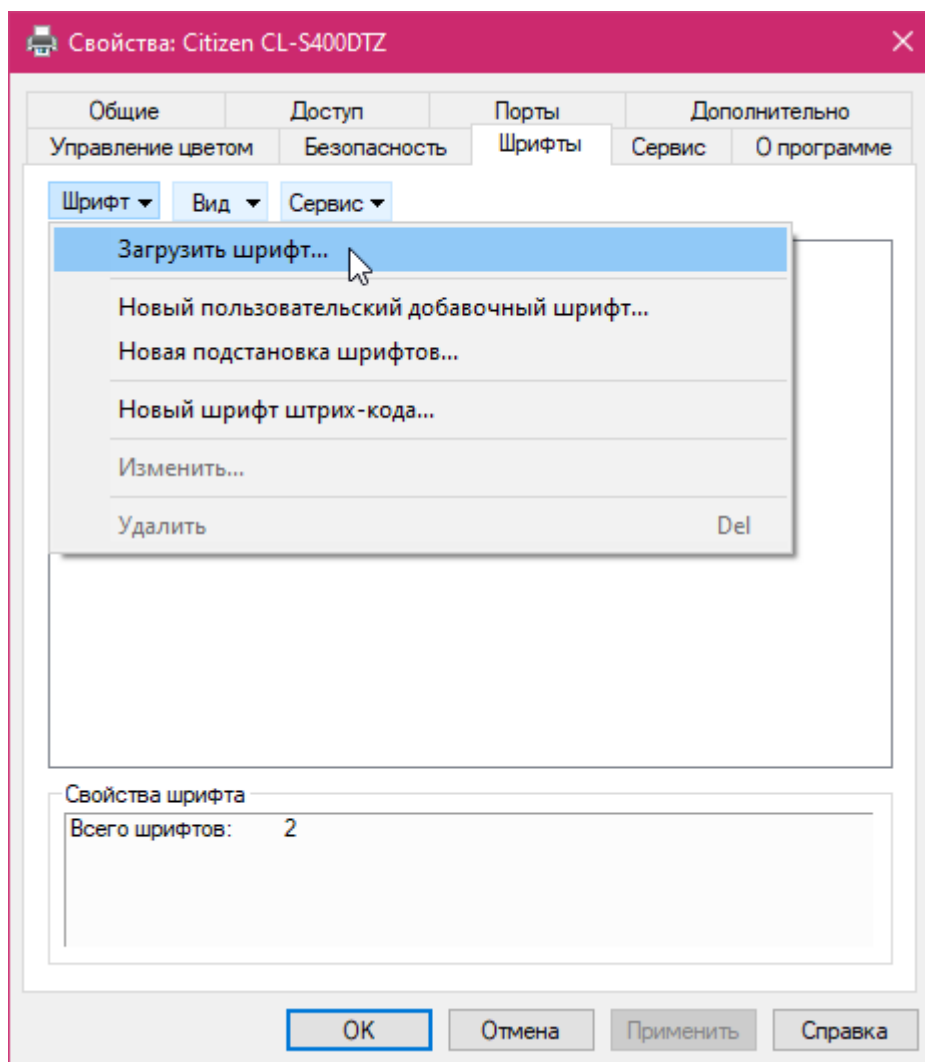 Свойства: Citizen CL-S400DTZ
Общие Доступ Порты Дополнительно
Управление цветом Безопасность Шрифты Сервис О программе
Шрифт Вид Сервис
Загрузить шрифт...
Новый пользовательский добавочный шрифт...
Новая подстановка шрифтов...
Новый шрифт штрих-кода...
Изменить...
Удалить Del
Свойства шрифта
Всего шрифтов: 2
OK Отмена Применить Справка